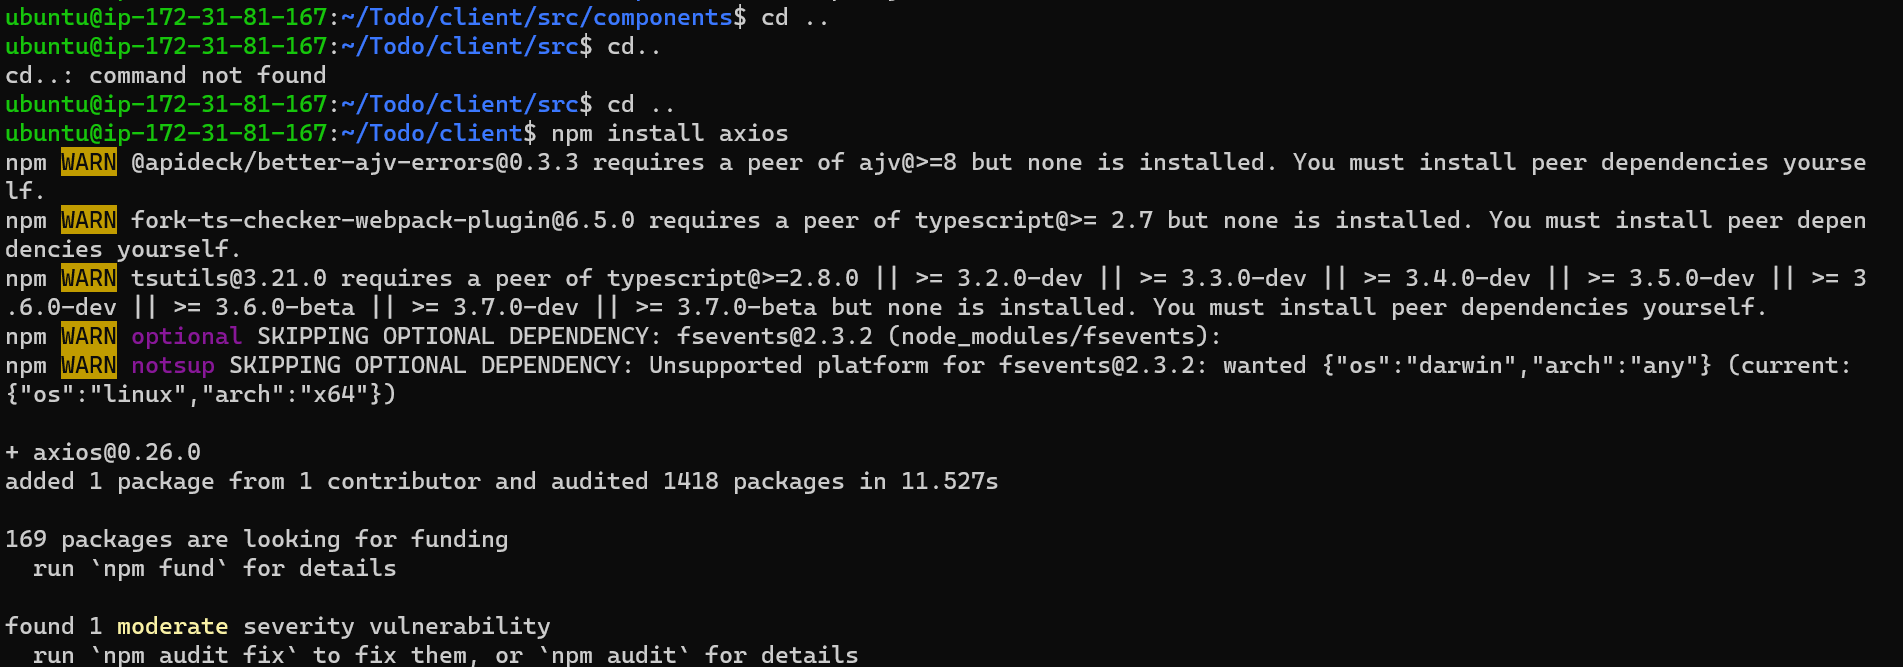 ubuntu@ip-172-31-81-167:~/Todo/client/src/components$ cd ..
ubuntu@ip-172-31-81-167:~/Todo/client/src$ cd..
cd..: command not found
ubuntu@ip-172-31-81-167:~/Todo/client/src$ cd ..
ubuntu@ip-172-31-81-167:~/Todo/client$ npm install axios
npm WARN @apideck/better-ajv-errors@0.3.3 requires a peer of ajv@>=8 but none is installed. You must install peer dependencies yourse
lf.
npm WARN fork-ts-checker-webpack-plugin@6.5.0 requires a peer of typescript@>= 2.7 but none is installed. You must install peer depen
dencies yourself.
npm WARN tsutils@3.21.0 requires a peer of typescript@>=2.8.0 || >= 3.2.0-dev || >= 3.3.0-dev || >= 3.4.0-dev || >= 3.5.0-dev || >= 3
.6.0-dev || >= 3.6.0-beta || >= 3.7.0-dev || >= 3.7.0-beta but none is installed. You must install peer dependencies yourself.
npm WARN optional SKIPPING OPTIONAL DEPENDENCY: fsevents@2.3.2 (node_modules/fsevents):
npm WARN notsup SKIPPING OPTIONAL DEPENDENCY: Unsupported platform for fsevents@2.3.2: wanted {"os":"darwin","arch":"any"} (current:
{"os":"linux","arch":"x64"})

+ axios@0.26.0
added 1 package from 1 contributor and audited 1418 packages in 11.527s

169 packages are looking for funding
  run `npm fund` for details

found 1 moderate severity vulnerability
  run `npm audit fix` to fix them, or `npm audit` for details